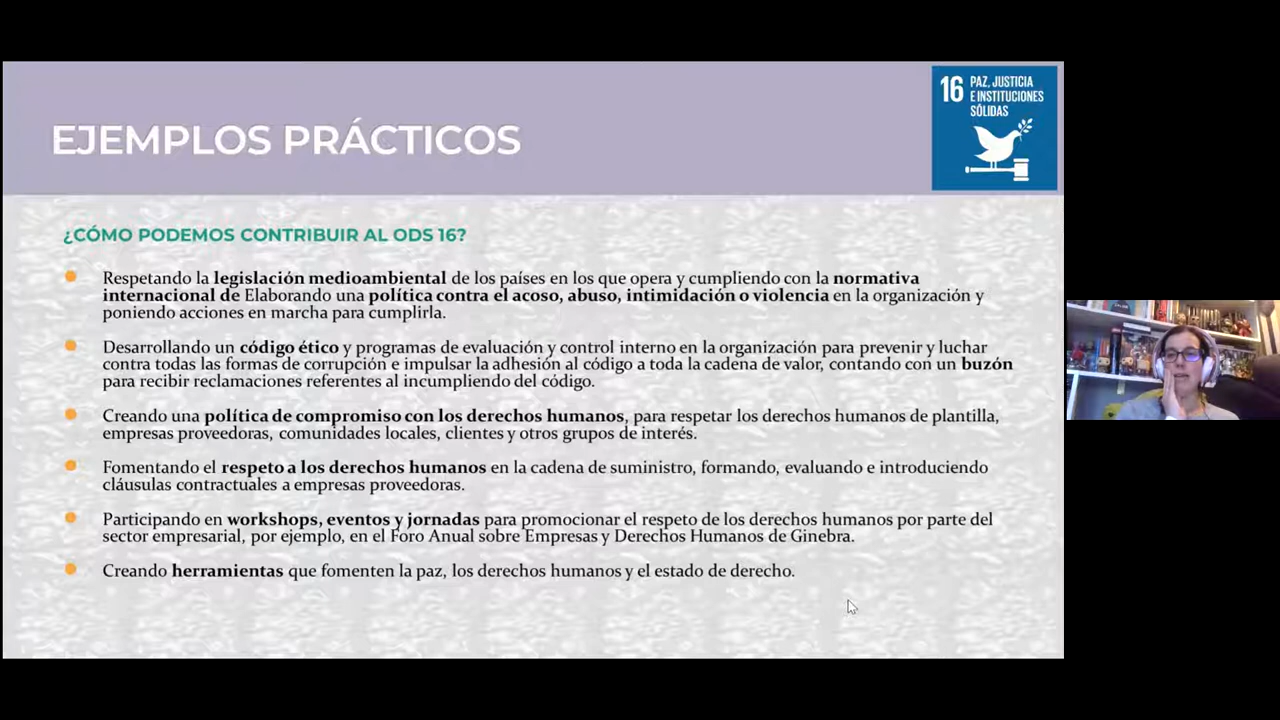 EJEMPLOS PRÁCTICOS
16 PAZ, JUSTICIA
E INSTITUCIONES
SÓLIDAS
¿CÓMO PODEMOS CONTRIBUIR AL ODS 16?
Respetando la legislación medioambiental de los países en los que opera y cumpliendo con la normativa
internacional de Elaborando una política contra el acoso, abuso, intimidación o violencia en la organización y
poniendo acciones en marcha para cumplirla.
Desarrollando un código ético y programas de evaluación y control interno en la organización para prevenir y luchar
contra todas las formas de corrupción e impulsar la adhesión al código a toda la cadena de valor, contando con un buzón
para recibir reclamaciones referentes al incumpliendo del código.
Creando una política de compromiso con los derechos humanos, para respetar los derechos humanos de plantilla,
empresas proveedoras, comunidades locales, clientes y otros grupos de interés.
Fomentando el respeto a los derechos humanos en la cadena de suministro, formando, evaluando e introduciendo
cláusulas contractuales a empresas proveedoras.
Participando en workshops, eventos y jornadas para promocionar el respeto de los derechos humanos por parte del
sector empresarial, por ejemplo, en el Foro Anual sobre Empresas y Derechos Humanos de Ginebra.
Creando herramientas que fomenten la paz, los derechos humanos y el estado de derecho.